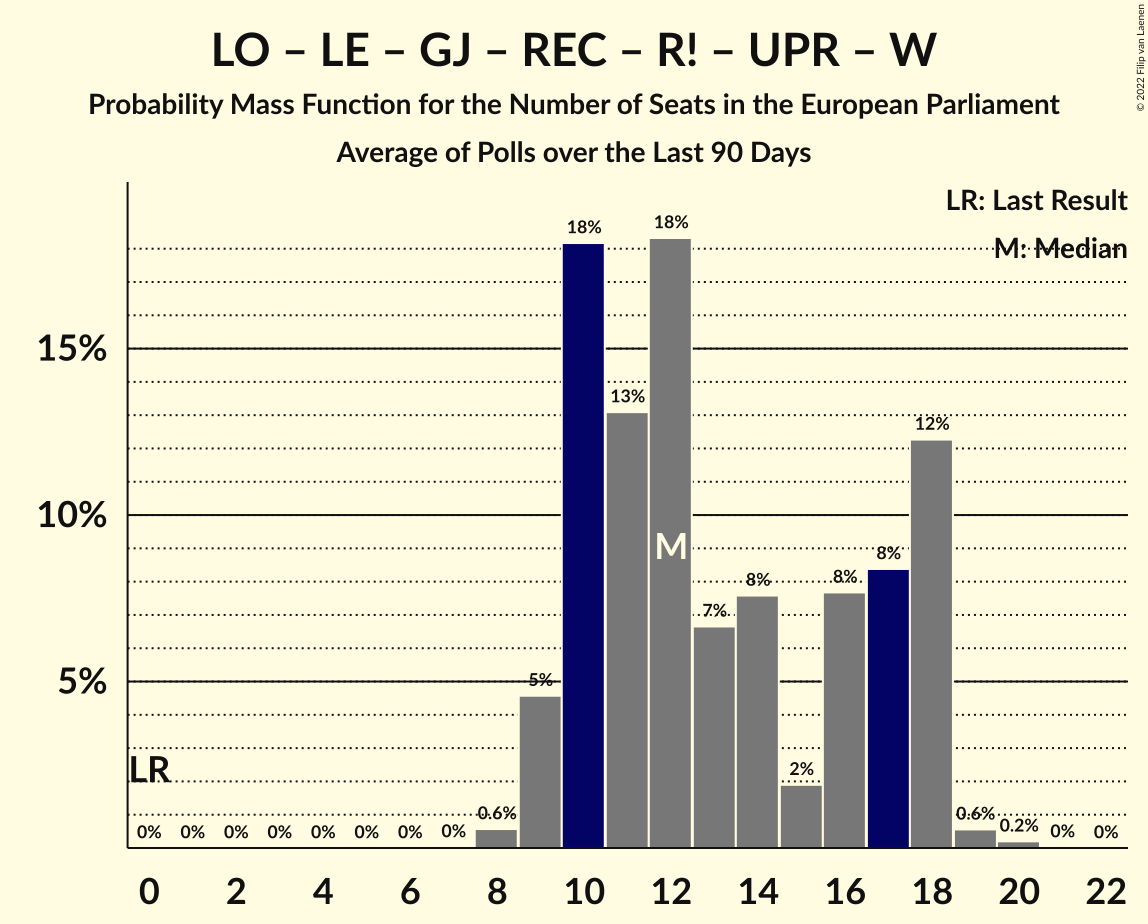 LO – LE – GJ – REC – R! – UPR – W
Probability Mass Function for the Number of Seats in the European Parliament
Average of Polls over the Last 90 Days
© 2022 Filip van Laenen
LR: Last Result
M: Median
15%
10%
5%
LR
M
0% 0% 0% 0% 0% 0% 0% 0% 0.6% 5% 18% 13% 18% 7% 8% 2% 8% 8% 12% 0.6% 0.2% 0% 0%
0 2 4 6 8 10 12 14 16 18 20 22